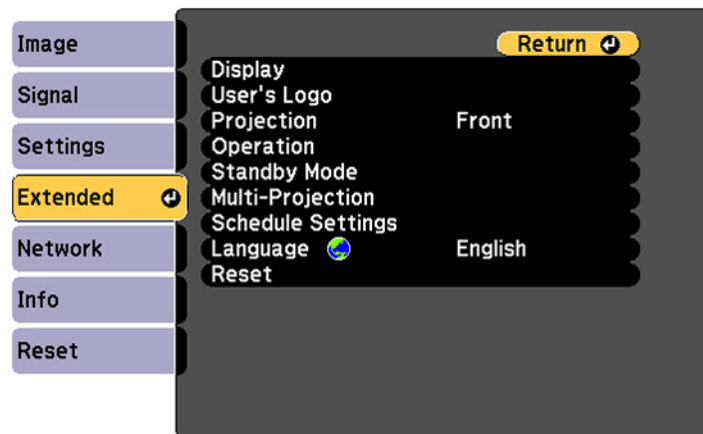 Image
Signal
Settings
Extended
Network
Info
Reset
Return
Display
User's Logo
Projection Front
Operation
Standby Mode
Multi-Projection
Schedule Settings
Language English
Reset